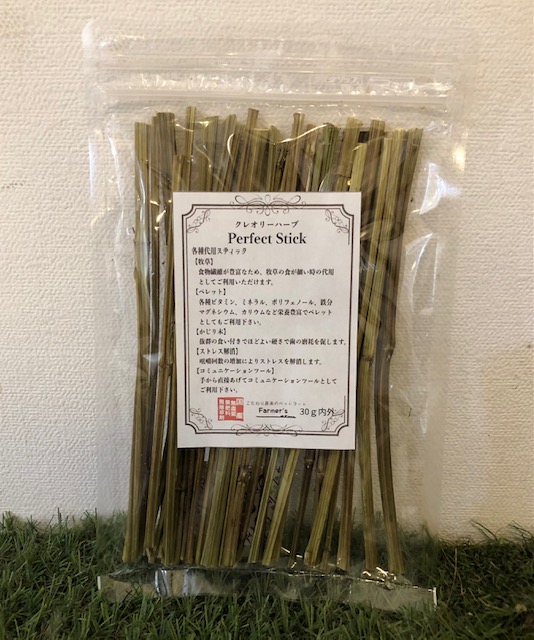 クレオリーハーブ
Perfect Stick
各種代用スティック
【牧草】
食物繊維が豊富なため、牧草の食が細い時の代用
としてご利用いただけます。
【ペレット】
各種ビタミン、ミネラル、ポリフェノール、鉄分
マグネシウム、カリウムなど栄養豊富でペレット
としてもご利用下さい。
【かじり木】
抜群の食い付きでほどよい硬さで歯の磨耗を促します。
【ストレス解消】
咀嚼回数の増加によりストレスを解消します。
【コミュニケーションツール】
手から直接あげてコミュニケーションツールとして
ご利用下さい。
Farmer's
30g内外